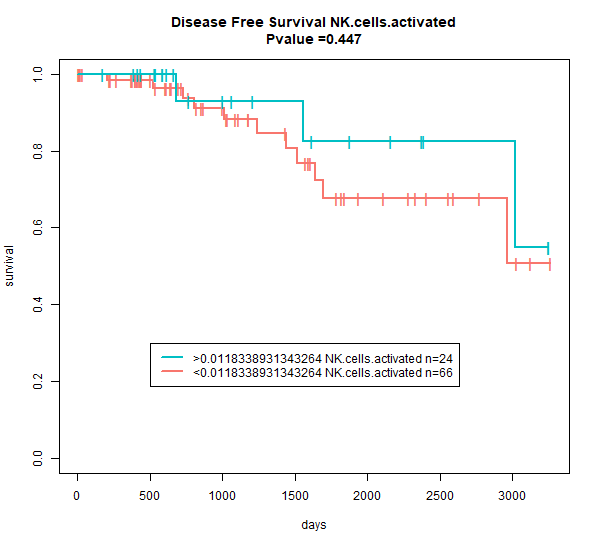 Disease Free Survival NK.cells.activated
Pvalue =0.447
1.0
0.8
0.6
0.4
0.2
0.0
survival
>0.0118338931343264 NK.cells.activated n=24
<0.0118338931343264 NK.cells.activated n=66
0 500 1000 1500 2000 2500 3000
days